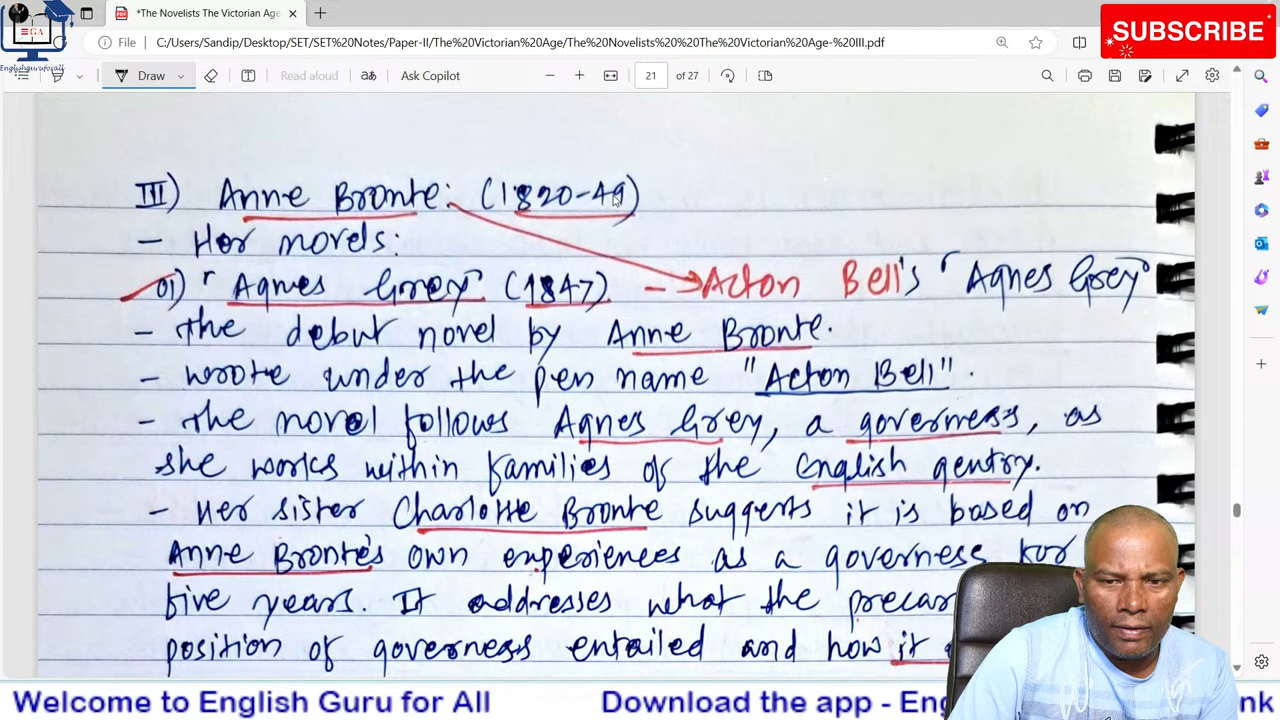 *The Novelists The Victorian Age
File C:/Users/Sandip/Desktop/SET/SET%20Notes/Paper-II/The%20Victorian%20Age/The%20Novelists%20%20The%20Victorian%20Age-%20III.pdf
SUBSCRIBE
GA
Englishguruforall
Draw Read aloud aあ Ask Copilot 21 of 27
III) Anne Bronte: (1820-49)
- Her novels:
01) "Agnes Grey" (1847) - Acton Bell's "Agnes Grey"
- The debut novel by Anne Bronte.
- wrote under the pen name "Acton Bell".
- The novel follows Agnes Grey, a governess, as
she works within families of the English gentry.
- Her sister Charlotte Bronte suggests it is based on
Anne Bronte's own experiences as a governess for
five years. It addresses what the precar
position of governess entailed and how it
Welcome to English Guru for All Download the app - Eng nk